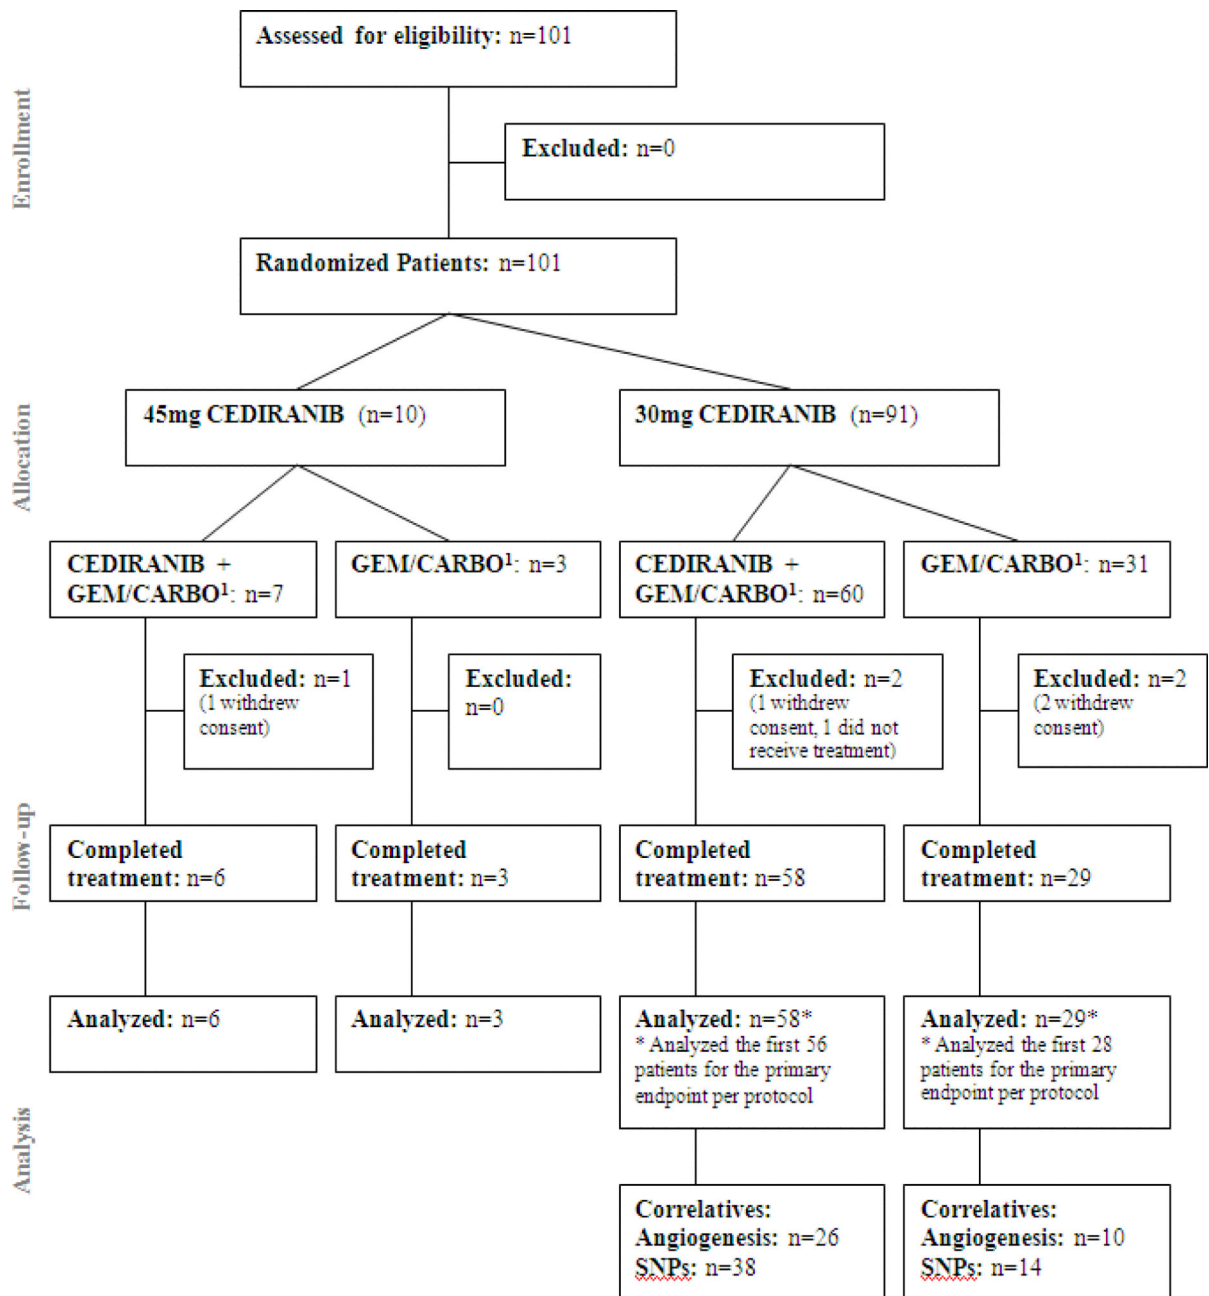 Enrollment
Assessed for eligibility: n=101
Excluded: n=0
Randomized Patients: n=101
Allocation
45mg CEDIRANIB (n=10)
30mg CEDIRANIB (n=91)
CEDIRANIB +
GEM/CARBO¹: n=7
GEM/CARBO¹: n=3
CEDIRANIB +
GEM/CARBO¹: n=60
GEM/CARBO¹: n=31
Excluded: n=1
(1 withdrew
consent)
Excluded:
n=0
Excluded: n=2
(1 withdrew
consent, 1 did not
receive treatment)
Excluded: n=2
(2 withdrew
consent)
Follow-up
Completed
treatment: n=6
Completed
treatment: n=3
Completed
treatment: n=58
Completed
treatment: n=29
Analysis
Analyzed: n=6
Analyzed: n=3
Analyzed: n=58*
* Analyzed the first 56
patients for the primary
endpoint per protocol
Analyzed: n=29*
* Analyzed the first 28
patients for the primary
endpoint per protocol
Correlatives:
Angiogenesis: n=26
SNPs: n=38
Correlatives:
Angiogenesis: n=10
SNPs: n=14